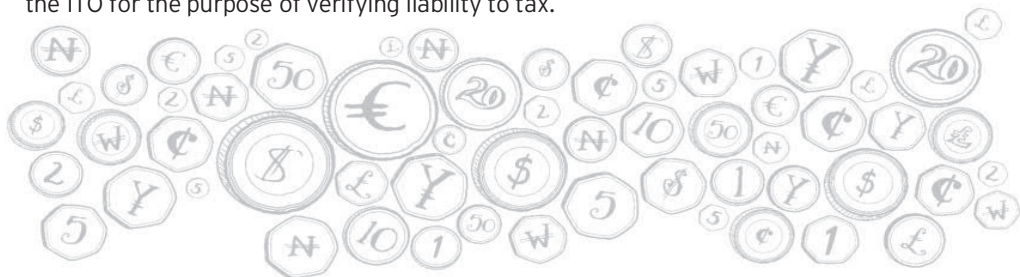 the ITO for the purpose of verifying liability to tax.